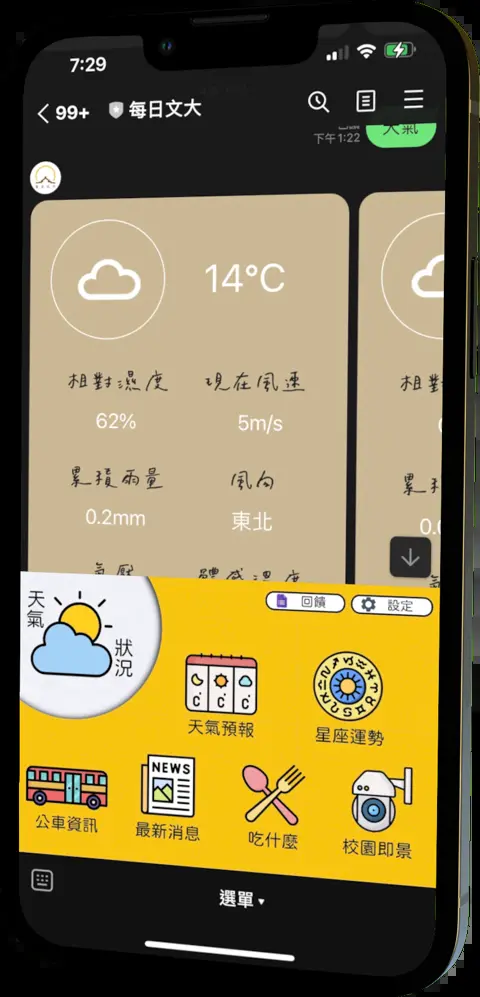 7:29
99+ 每日文大
下午1:22
天氣
14°C
相對濕度 現在風速
62% 5m/s
累積雨量 風向
0.2mm 東北
氣壓 體感溫度
相對
累積
0.0
天氣
狀況
回饋 設定
C C C
天氣預報 星座運勢
NEWS
公車資訊 最新消息 吃什麼 校園即景
選單 ▾